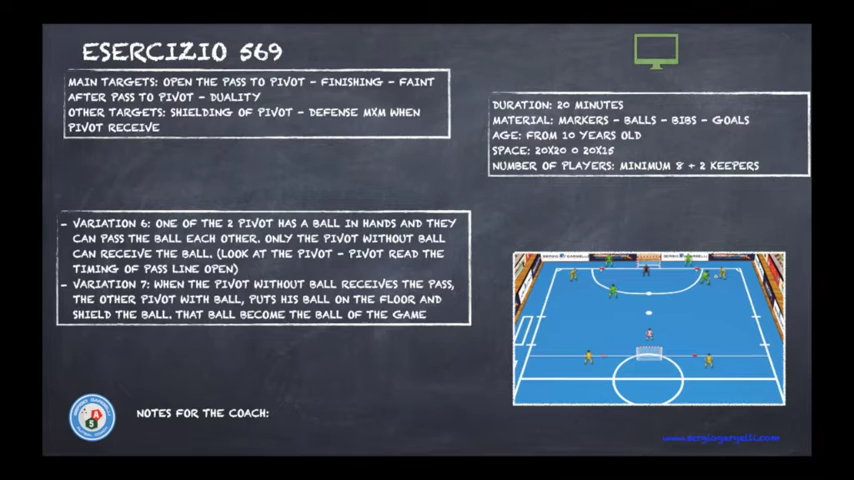 ESERCIZIO 569
MAIN TARGETS: OPEN THE PASS TO PIVOT - FINISHING - FAINT
AFTER PASS TO PIVOT - DUALITY
OTHER TARGETS: SHIELDING OF PIVOT - DEFENSE MXM WHEN
PIVOT RECEIVE
DURATION: 20 MINUTES
MATERIAL: MARKERS - BALLS - BIBS - GOALS
AGE: FROM 10 YEARS OLD
SPACE: 20X20 O 20X15
NUMBER OF PLAYERS: MINIMUM 8 + 2 KEEPERS
- VARIATION 6: ONE OF THE 2 PIVOT HAS A BALL IN HANDS AND THEY
CAN PASS THE BALL EACH OTHER. ONLY THE PIVOT WITHOUT BALL
CAN RECEIVE THE BALL. (LOOK AT THE PIVOT - PIVOT READ THE
TIMING OF PASS LINE OPEN)
- VARIATION 7: WHEN THE PIVOT WITHOUT BALL RECEIVES THE PASS,
THE OTHER PIVOT WITH BALL, PUTS HIS BALL ON THE FLOOR AND
SHIELD THE BALL. THAT BALL BECOME THE BALL OF THE GAME
NOTES FOR THE COACH:
www.sergiogargelli.com